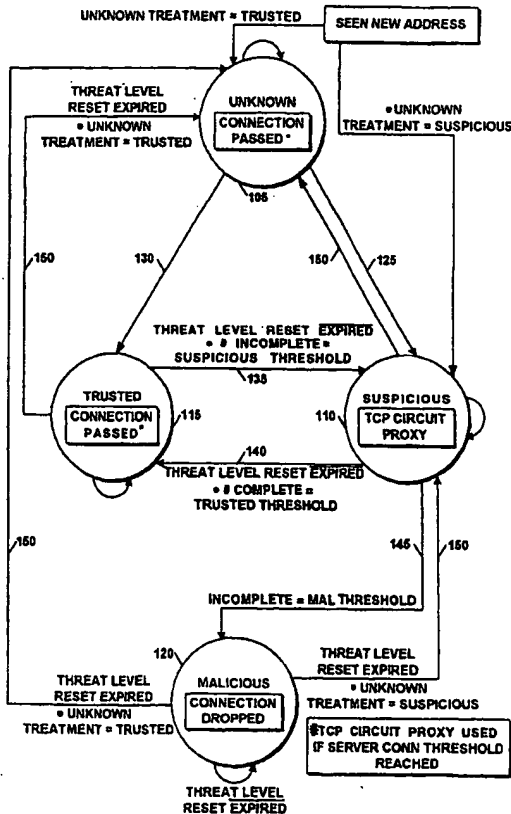 UNKNOWN TREATMENT = TRUSTED
SEEN NEW ADDRESS
THREAT LEVEL
RESET EXPIRED
• UNKNOWN
TREATMENT = TRUSTED
UNKNOWN
CONNECTION
PASSED*
• UNKNOWN
TREATMENT = SUSPICIOUS
105
150
130
150
125
THREAT LEVEL RESET EXPIRED
• # INCOMPLETE =
SUSPICIOUS THRESHOLD
135
TRUSTED
CONNECTION
PASSED*
115
SUSPICIOUS
TCP CIRCUIT
PROXY
110
140
THREAT LEVEL RESET EXPIRED
• # COMPLETE =
TRUSTED THRESHOLD
150
145
150
INCOMPLETE = MAL THRESHOLD
120
THREAT LEVEL
RESET EXPIRED
• UNKNOWN
TREATMENT = TRUSTED
MALICIOUS
CONNECTION
DROPPED
THREAT LEVEL
RESET EXPIRED
• UNKNOWN
TREATMENT = SUSPICIOUS
*TCP CIRCUIT PROXY USED
IF SERVER CONN THRESHOLD
REACHED
THREAT LEVEL
RESET EXPIRED